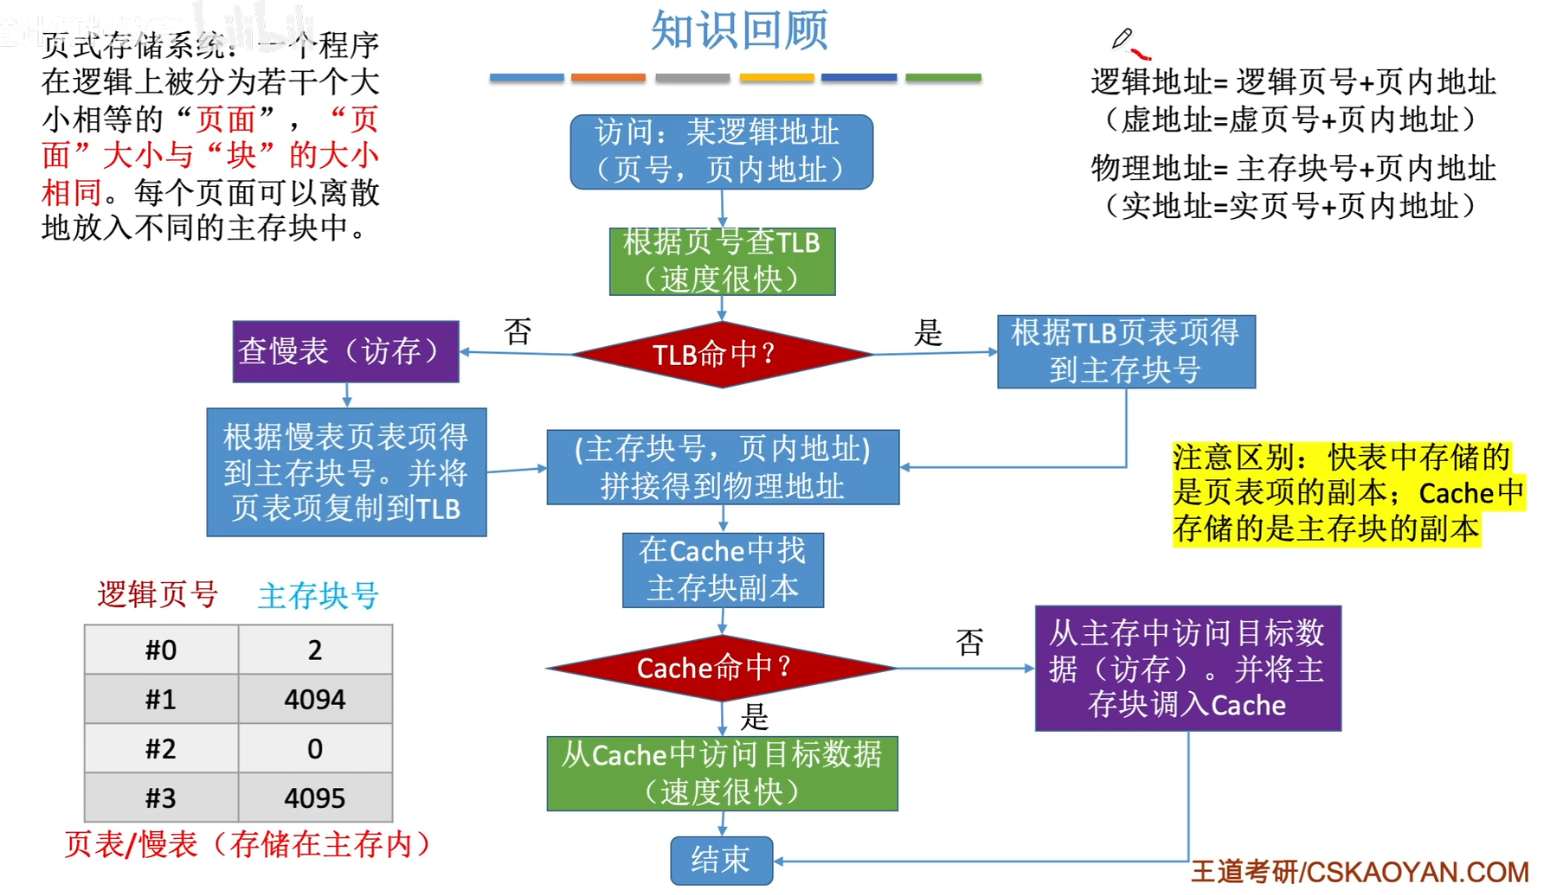 知识回顾
页式存储系统：一个程序
在逻辑上被分为若干个大
小相等的“页面”，“页
面”大小与“块”的大小
相同。每个页面可以离散
地放入不同的主存块中。
逻辑地址= 逻辑页号+页内地址
（虚地址=虚页号+页内地址）
物理地址= 主存块号+页内地址
（实地址=实页号+页内地址）
访问：某逻辑地址
（页号，页内地址）
根据页号查TLB
（速度很快）
TLB命中？
否
是
查慢表（访存）
根据TLB页表项得
到主存块号
根据慢表页表项得
到主存块号。并将
页表项复制到TLB
(主存块号，页内地址)
拼接得到物理地址
注意区别：快表中存储的
是页表项的副本；Cache中
存储的是主存块的副本
在Cache中找
主存块副本
Cache命中？
否
是
从主存中访问目标数
据（访存）。并将主
存块调入Cache
从Cache中访问目标数据
（速度很快）
结束
逻辑页号 主存块号
#0 2
#1 4094
#2 0
#3 4095
页表/慢表（存储在主存内）
王道考研/CSKAOYAN.COM
bilibili